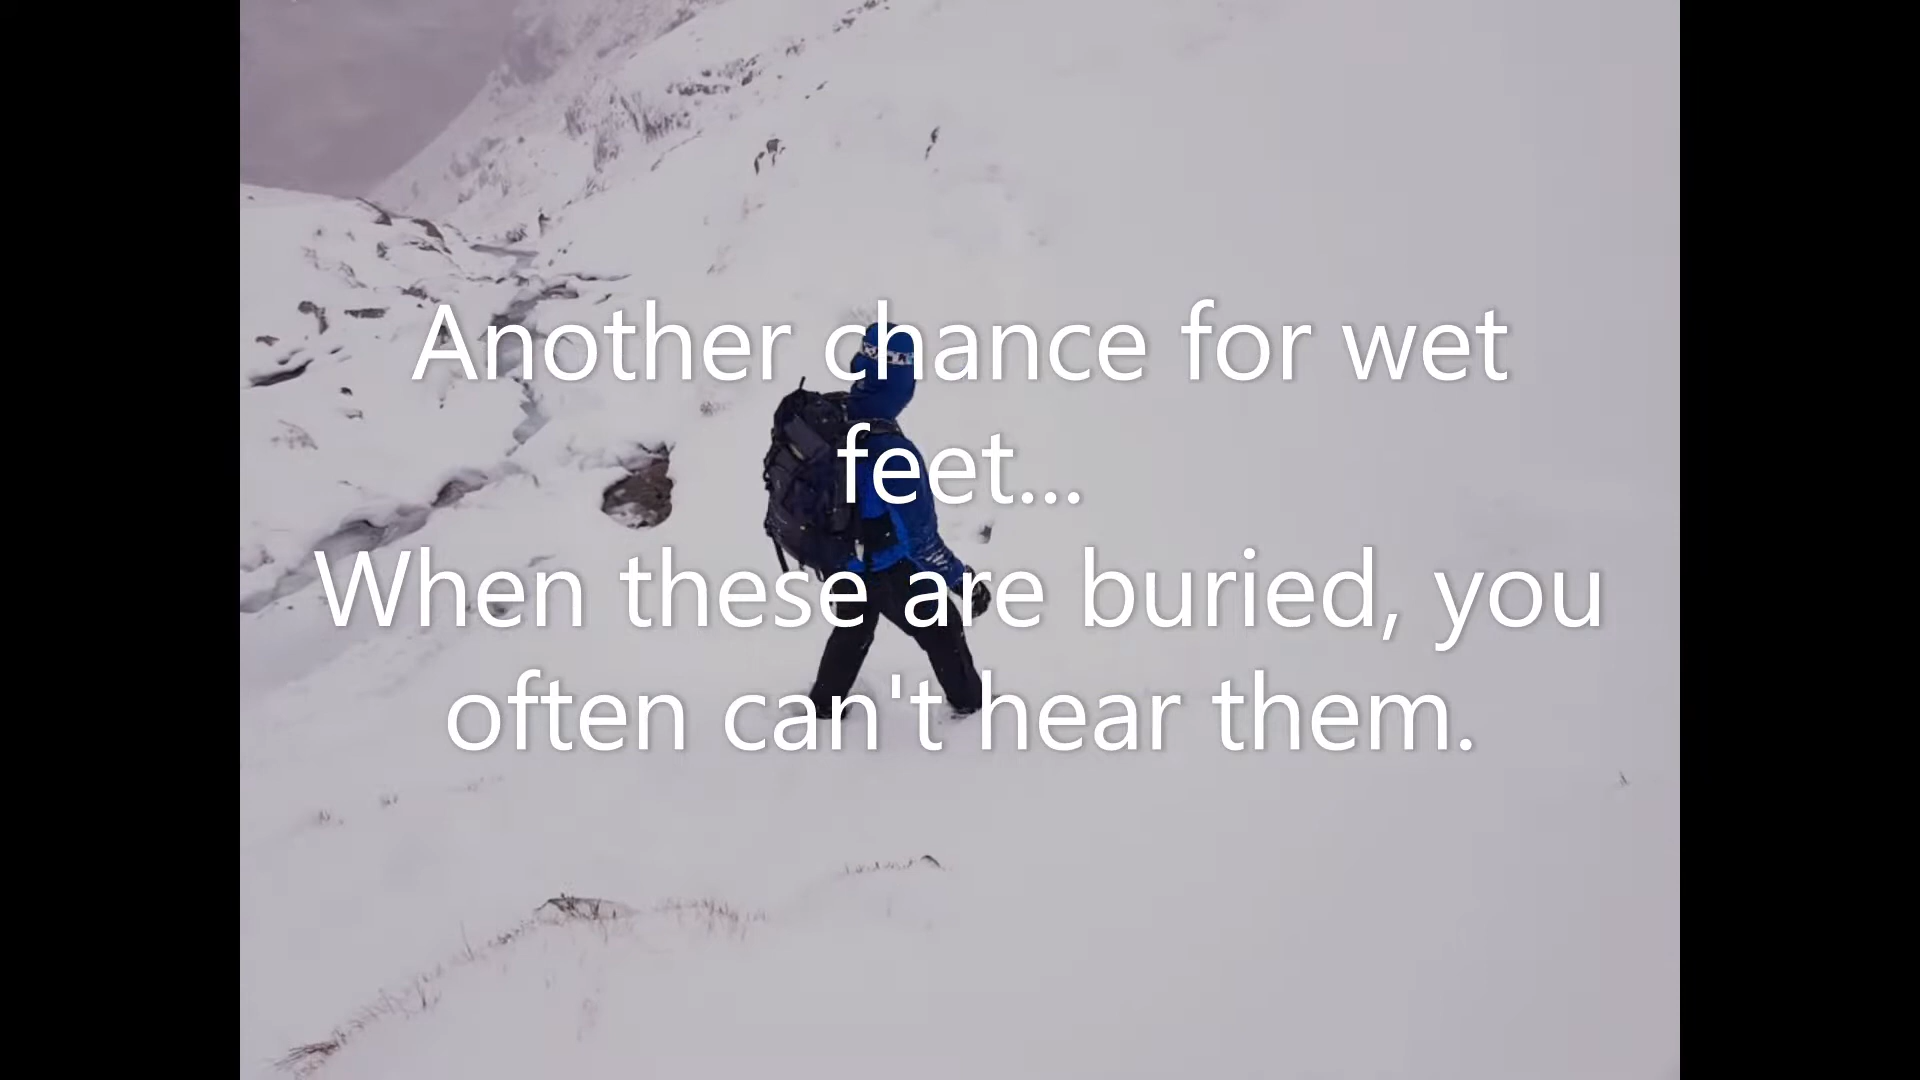 Another chance for wet
feet...
When these are buried, you
often can't hear them.